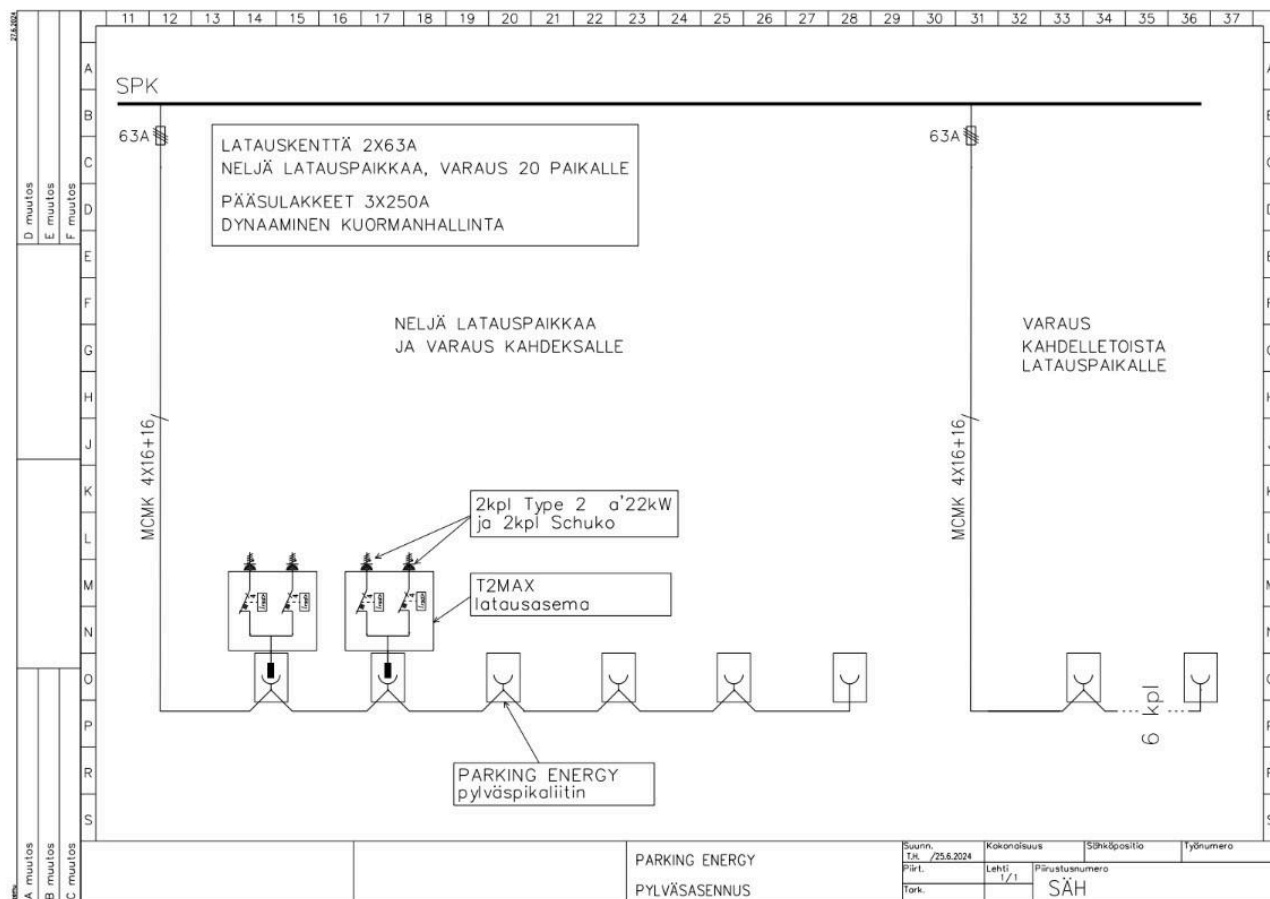 11 12 13 14 15 16 17 18 19 20 21 22 23 24 25 26 27 28 29 30 31 32 33 34 35 36 37
27.6.2024
A
B
C
D
E
F
G
H
J
K
L
M
N
O
P
R
S
SPK
63A
63A
LATAUSKENTTÄ 2X63A
NELJÄ LATAUSPAIKKAA, VARAUS 20 PAIKALLE
PÄÄSULAKKEET 3X250A
DYNAAMINEN KUORMANHALLINTA
NELJÄ LATAUSPAIKKAA
JA VARAUS KAHDEKSALLE
VARAUS
KAHDELLETOISTA
LATAUSPAIKALLE
MCMK 4X16+16
MCMK 4X16+16
2kpl Type 2 a'22kW
ja 2kpl Schuko
T2MAX
latausasema
6 kpl
PARKING ENERGY
pylväspikaliitin
D muutos
E muutos
F muutos
A muutos
B muutos
C muutos
PARKING ENERGY
PYLVÄSASENNUS
Suunn. Kokonaisuus Sähköpositio Työnumero
T.H. /25.6.2024
Piirt. Lehti Piirustusnumero
1/1 SÄH
Tark.